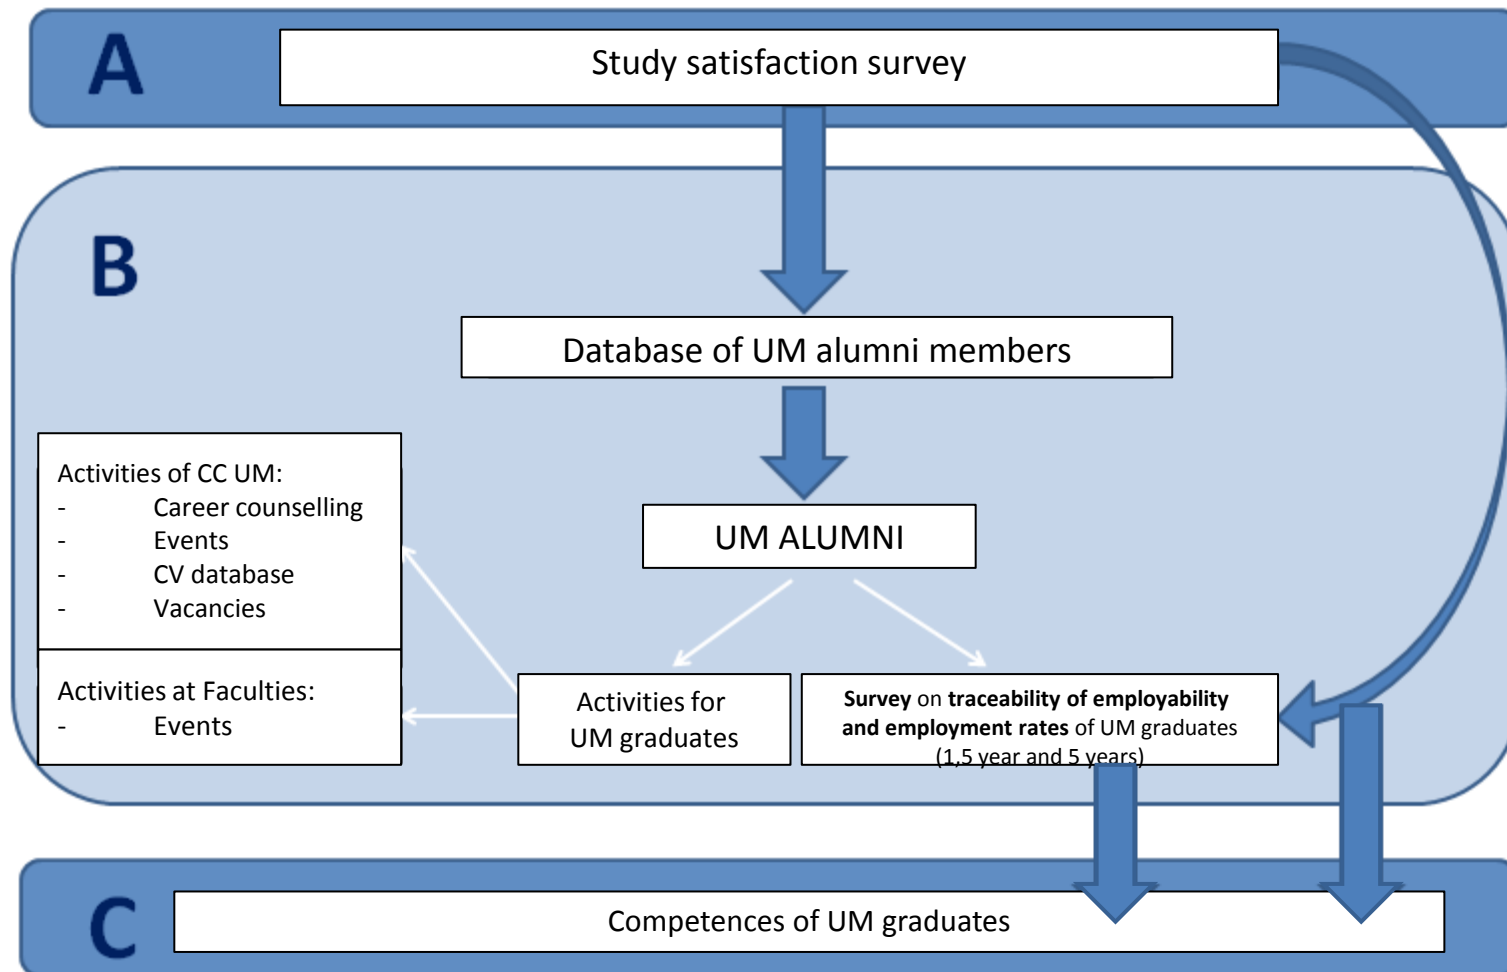 A
Study satisfaction survey
B
Database of UM alumni members
UM ALUMNI
Activities of CC UM:
- Career counselling
- Events
- CV database
- Vacancies
Activities at Faculties:
- Events
Activities for
UM graduates
Survey on traceability of employability
and employment rates of UM graduates
(1,5 year and 5 years)
C
Competences of UM graduates